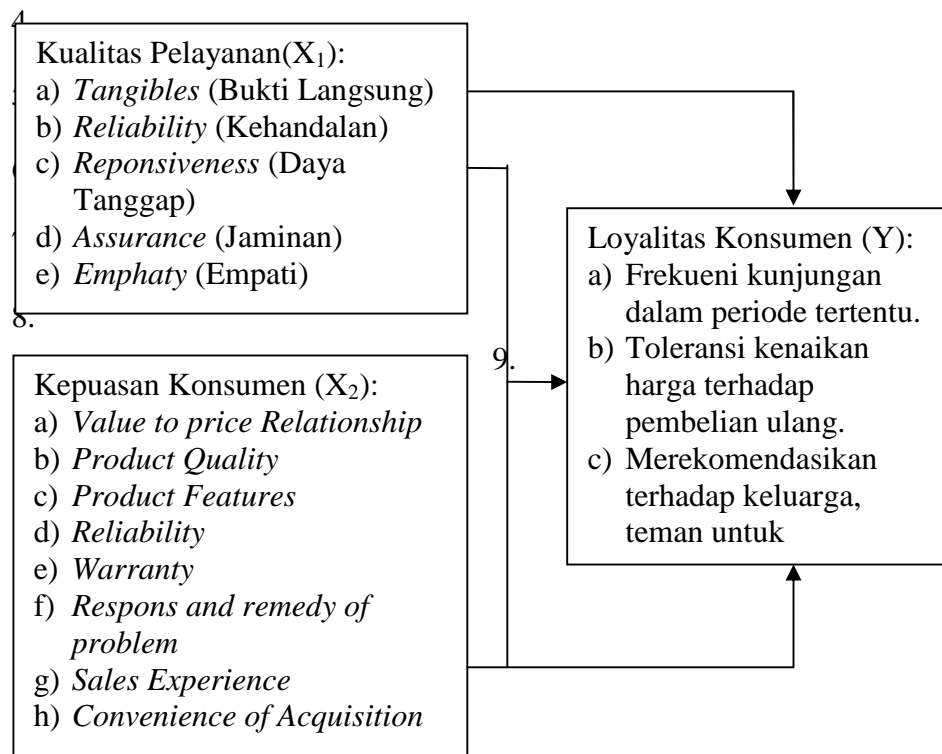 4.
Kualitas Pelayanan(X1):
a) Tangibles (Bukti Langsung)
b) Reliability (Kehandalan)
c) Reponsiveness (Daya
Tanggap)
d) Assurance (Jaminan)
e) Emphaty (Empati)
8.
Kepuasan Konsumen (X2):
a) Value to price Relationship
b) Product Quality
c) Product Features
d) Reliability
e) Warranty
f) Respons and remedy of
problem
g) Sales Experience
h) Convenience of Acquisition
9.
Loyalitas Konsumen (Y):
a) Frekueni kunjungan
dalam periode tertentu.
b) Toleransi kenaikan
harga terhadap
pembelian ulang.
c) Merekomendasikan
terhadap keluarga,
teman untuk